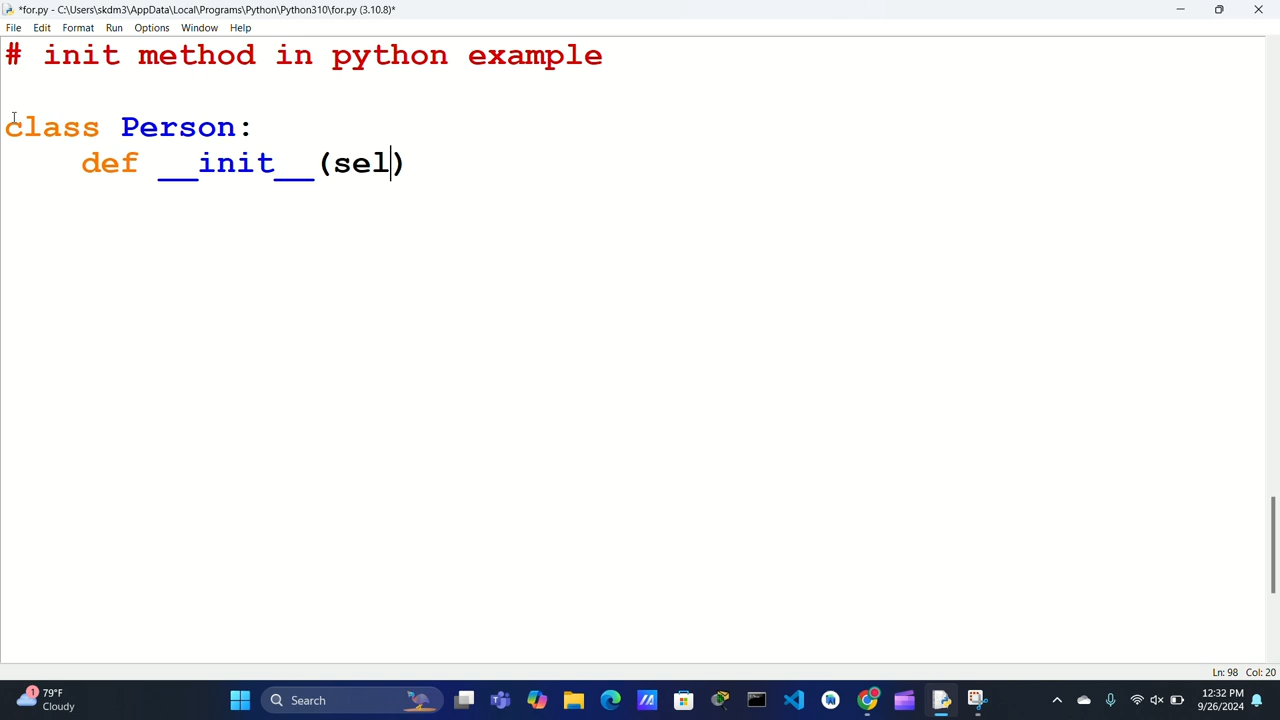 *for.py - C:\Users\skdm3\AppData\Local\Programs\Python\Python310\for.py (3.10.8)*
File Edit Format Run Options Window Help
# init method in python example
class Person:
def __init__(sel)
Ln: 98 Col: 20
1
79°F
Cloudy
Search
12:32 PM
9/26/2024